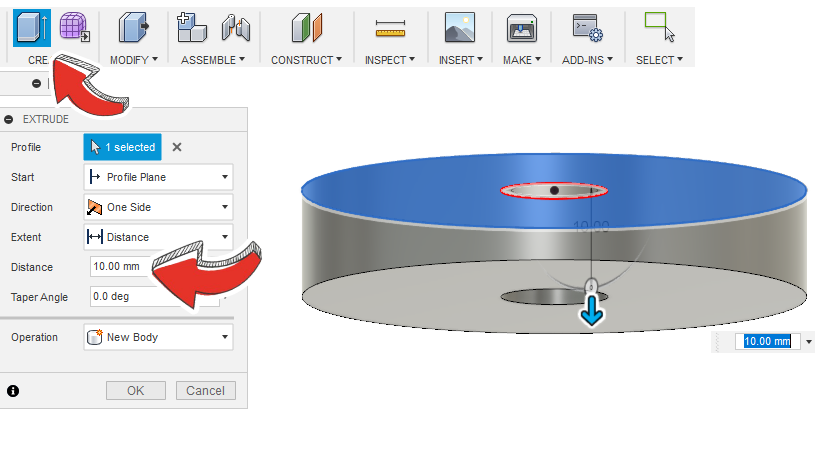 CRE
MODIFY ▾ ASSEMBLE ▾ CONSTRUCT ▾ INSPECT ▾ INSERT ▾ MAKE ▾ ADD-INS ▾ SELECT ▾
EXTRUDE
Profile 1 selected
Start Profile Plane
Direction One Side
Extent Distance
Distance 10.00 mm
Taper Angle 0.0 deg
Operation New Body
OK Cancel
10.00
10.00 mm